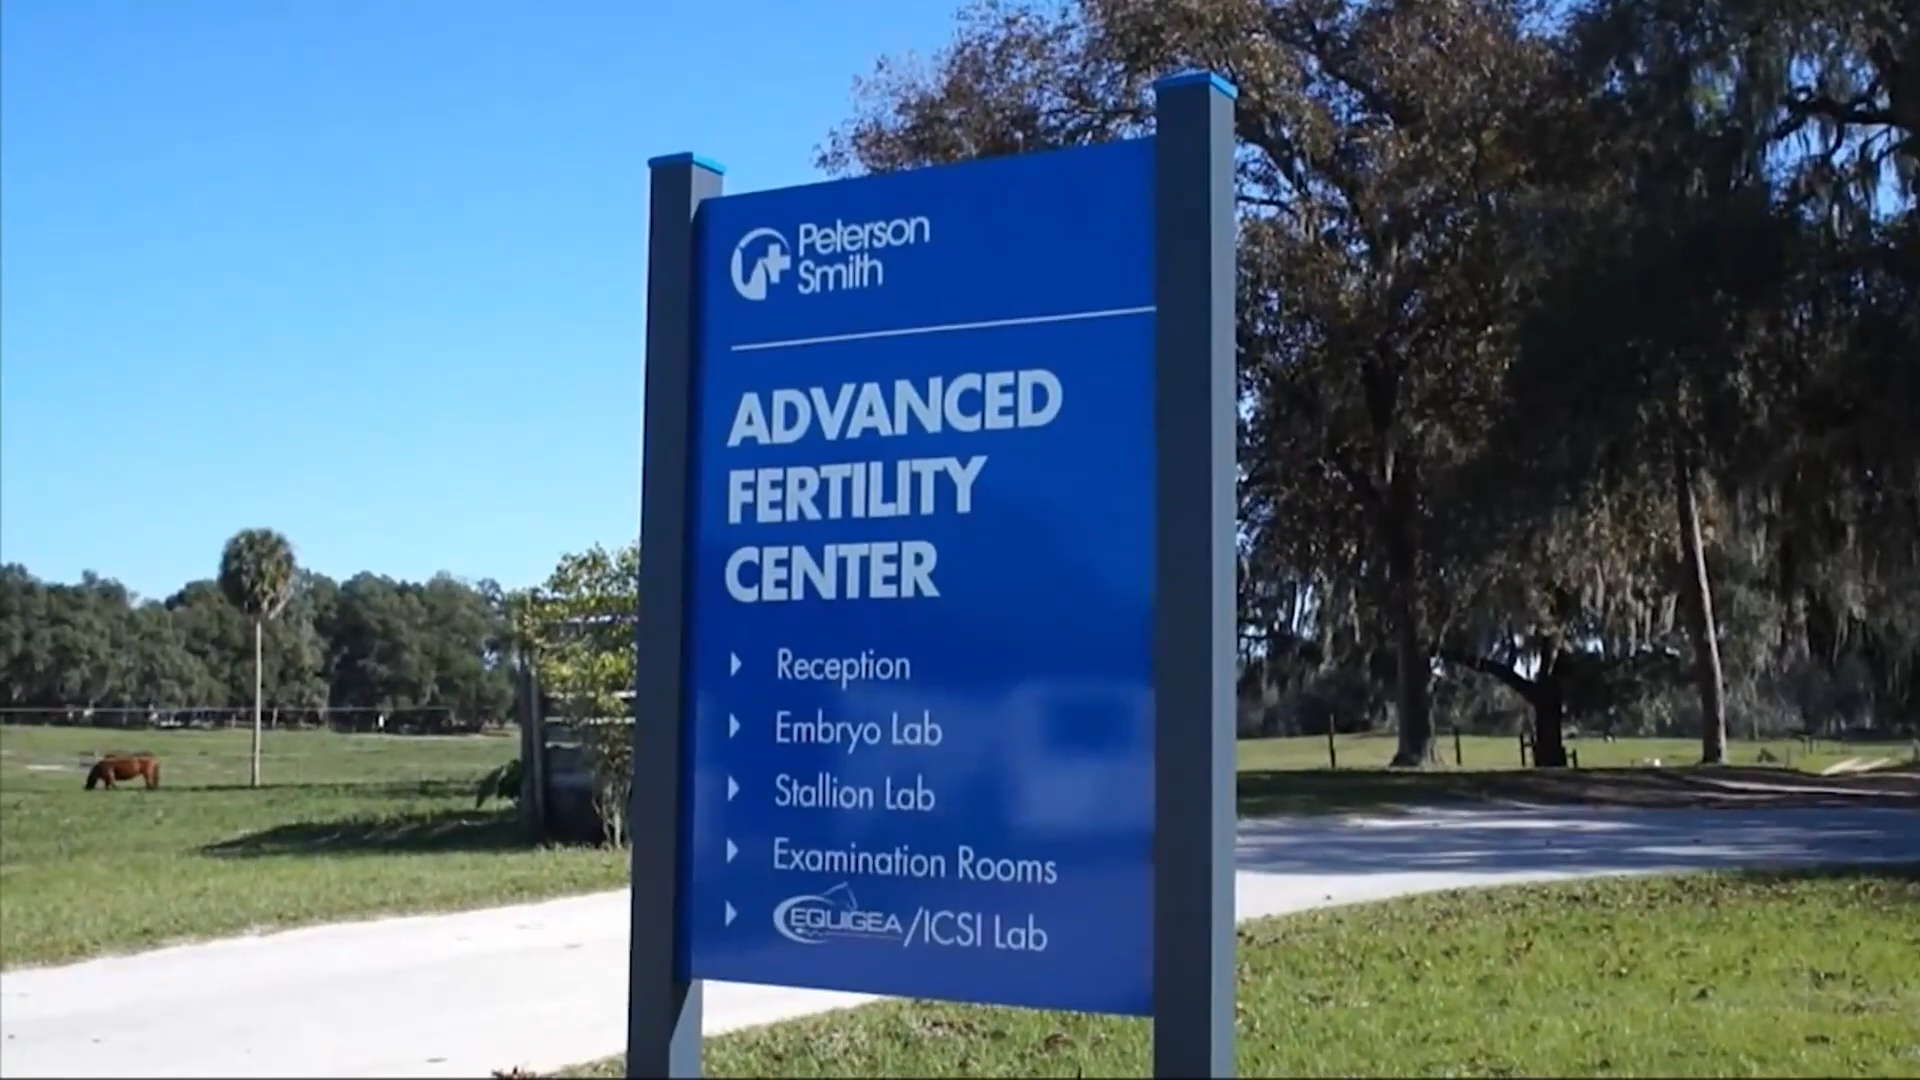 Peterson
Smith
ADVANCED
FERTILITY
CENTER
Reception
Embryo Lab
Stallion Lab
Examination Rooms
EQUIGEA/ICSI Lab